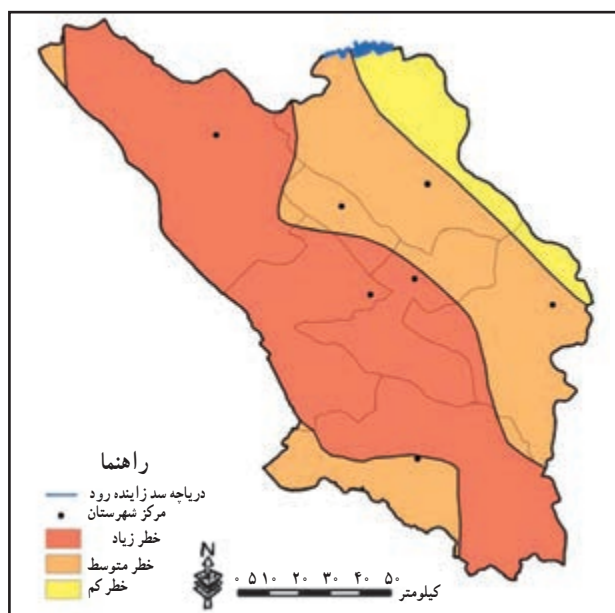 راهنما
دریاچه سد زاینده رود
مرکز شهرستان
خطر زیاد
خطر متوسط
خطر کم
N
۰ ۵ ۱۰ ۲۰ ۳۰ ۴۰ ۵۰
کیلومتر